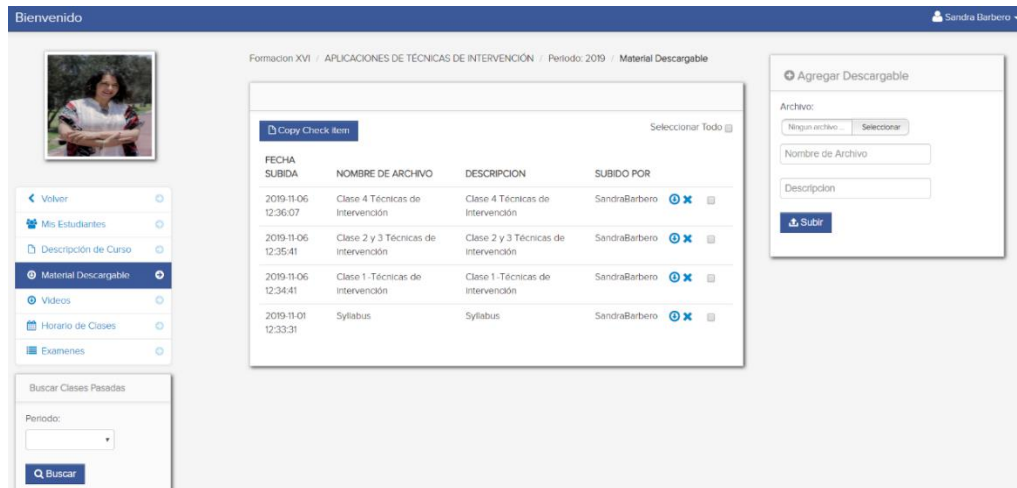 Bienvenido
Sandra Barbero
Formacion XVI / APLICACIONES DE TÉCNICAS DE INTERVENCIÓN / Periodo: 2019 / Material Descargable
Copy Check item
Seleccionar Todo
FECHA SUBIDA NOMBRE DE ARCHIVO DESCRIPCION SUBIDO POR
2019-11-06 12:36:07 Clase 4 Técnicas de Intervención Clase 4 Técnicas de Intervención SandraBarbero
2019-11-06 12:35:41 Clase 2 y 3 Técnicas de Intervención Clase 2 y 3 Técnicas de Intervención SandraBarbero
2019-11-06 12:34:41 Clase 1 -Técnicas de Intervención Clase 1 -Técnicas de Intervención SandraBarbero
2019-11-01 12:33:31 Syllabus Syllabus SandraBarbero
Agregar Descargable
Archivo:
Ningun archivo ... Seleccionar
Nombre de Archivo
Descripcion
Subir
Volver
Mis Estudiantes
Descripción de Curso
Material Descargable
Videos
Horario de Clases
Examenes
Buscar Clases Pasadas
Periodo:
Buscar